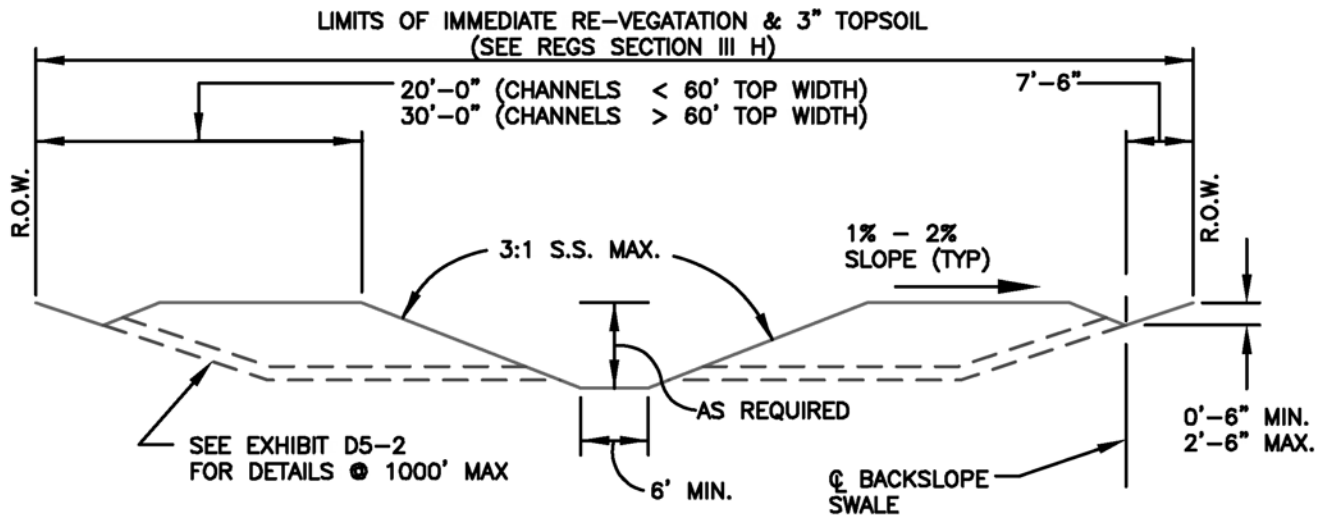 LIMITS OF IMMEDIATE RE-VEGATATION & 3" TOPSOIL
(SEE REGS SECTION III H)
20'-0" (CHANNELS < 60' TOP WIDTH)
30'-0" (CHANNELS > 60' TOP WIDTH)
7'-6"
R.O.W.
R.O.W.
3:1 S.S. MAX.
1% - 2%
SLOPE (TYP)
AS REQUIRED
0'-6" MIN.
2'-6" MAX.
SEE EXHIBIT D5-2
FOR DETAILS @ 1000' MAX
6' MIN.
℄ BACKSLOPE
SWALE